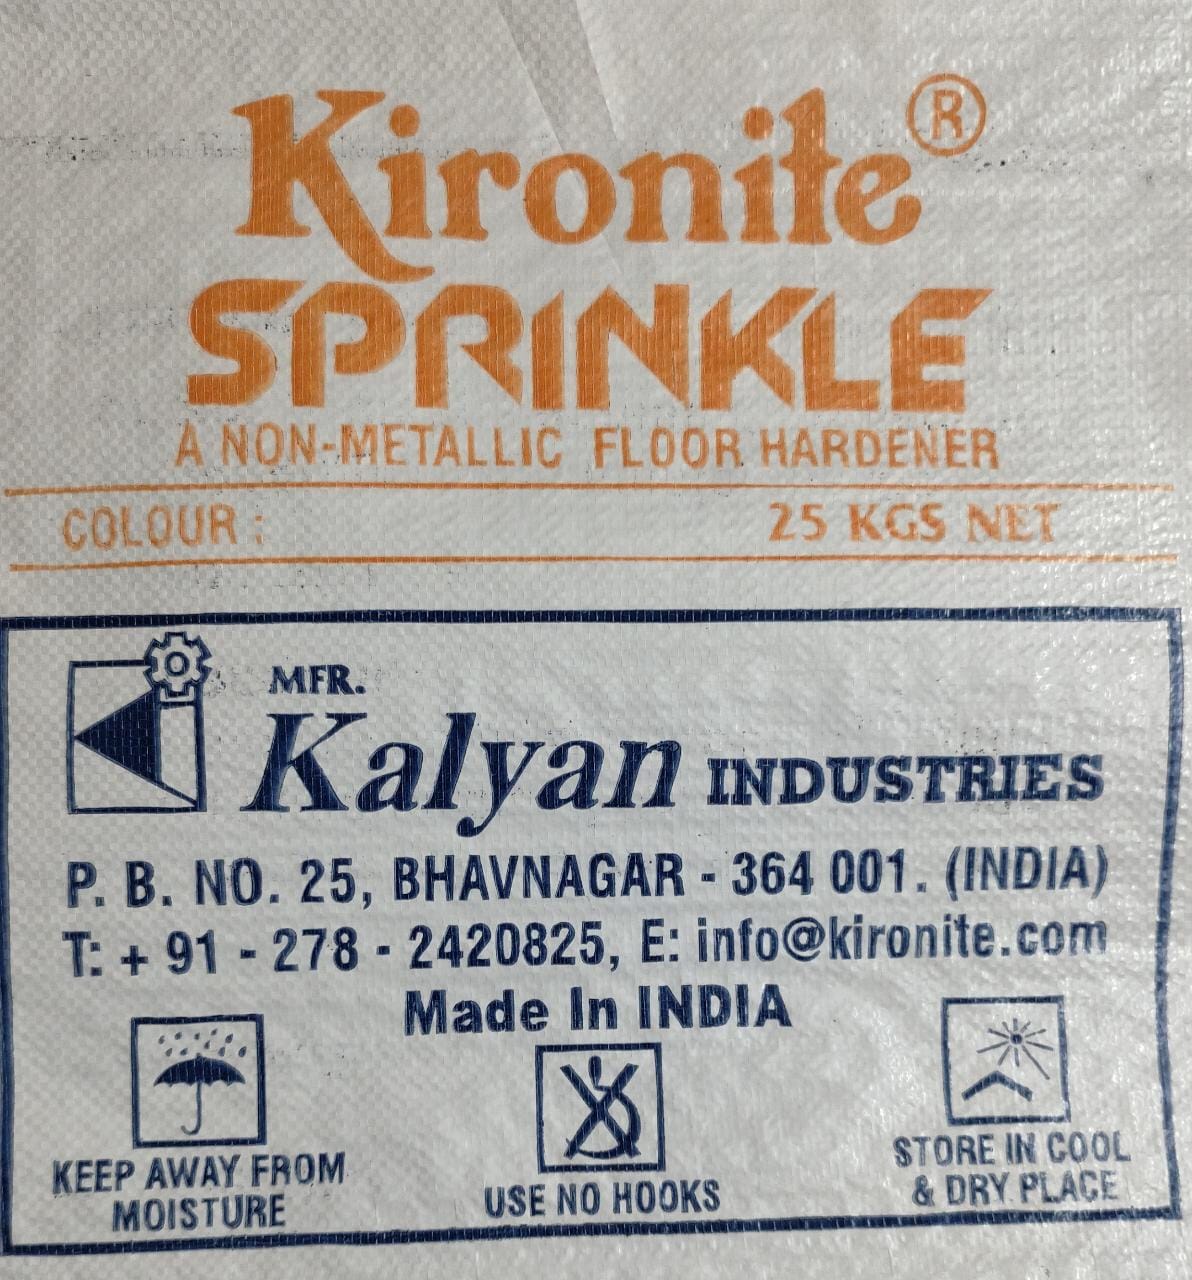 Kironite®
SPRINKLE
A NON-METALLIC FLOOR HARDENER
COLOUR : 25 KGS NET
MFR.
Kalyan INDUSTRIES
P. B. NO. 25, BHAVNAGAR - 364 001. (INDIA)
T: + 91 - 278 - 2420825, E: info@kironite.com
Made In INDIA
KEEP AWAY FROM
MOISTURE
USE NO HOOKS
STORE IN COOL
& DRY PLACE